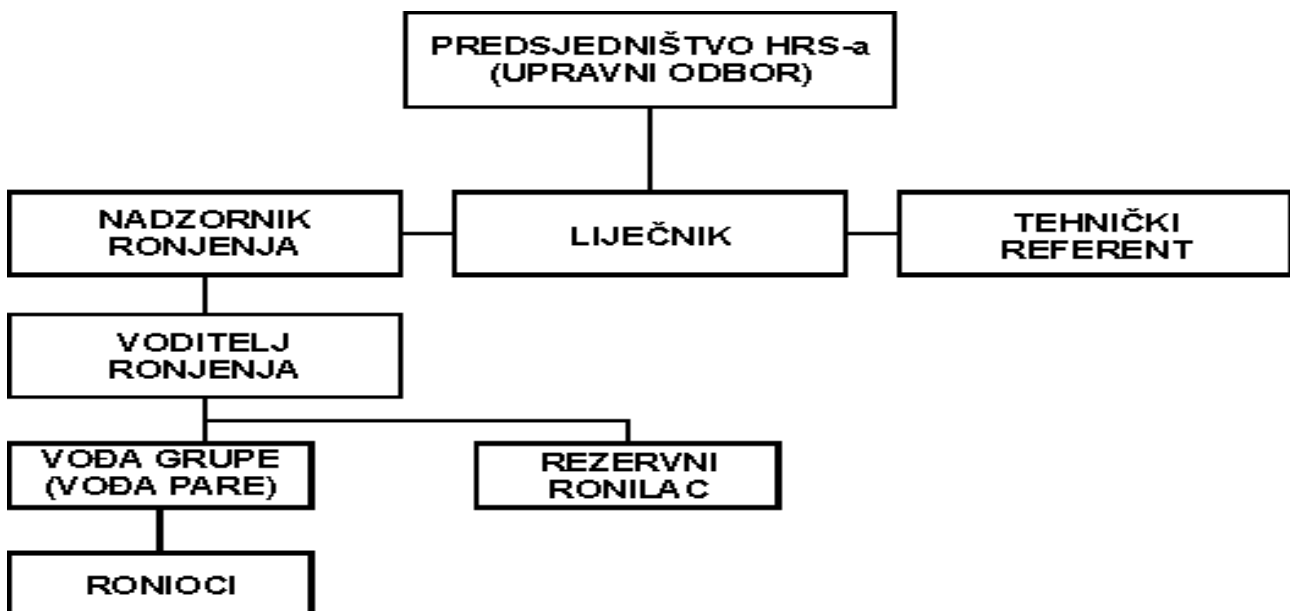 PREDSJEDNIŠTVO HRS-a
(UPRAVNI ODBOR)
NADZORNIK
RONJENJA
LIJEČNIK
TEHNIČKI
REFERENT
VODITELJ
RONJENJA
VOĐA GRUPE
(VOĐA PARE)
REZERVNI
RONILAC
RONIOCI